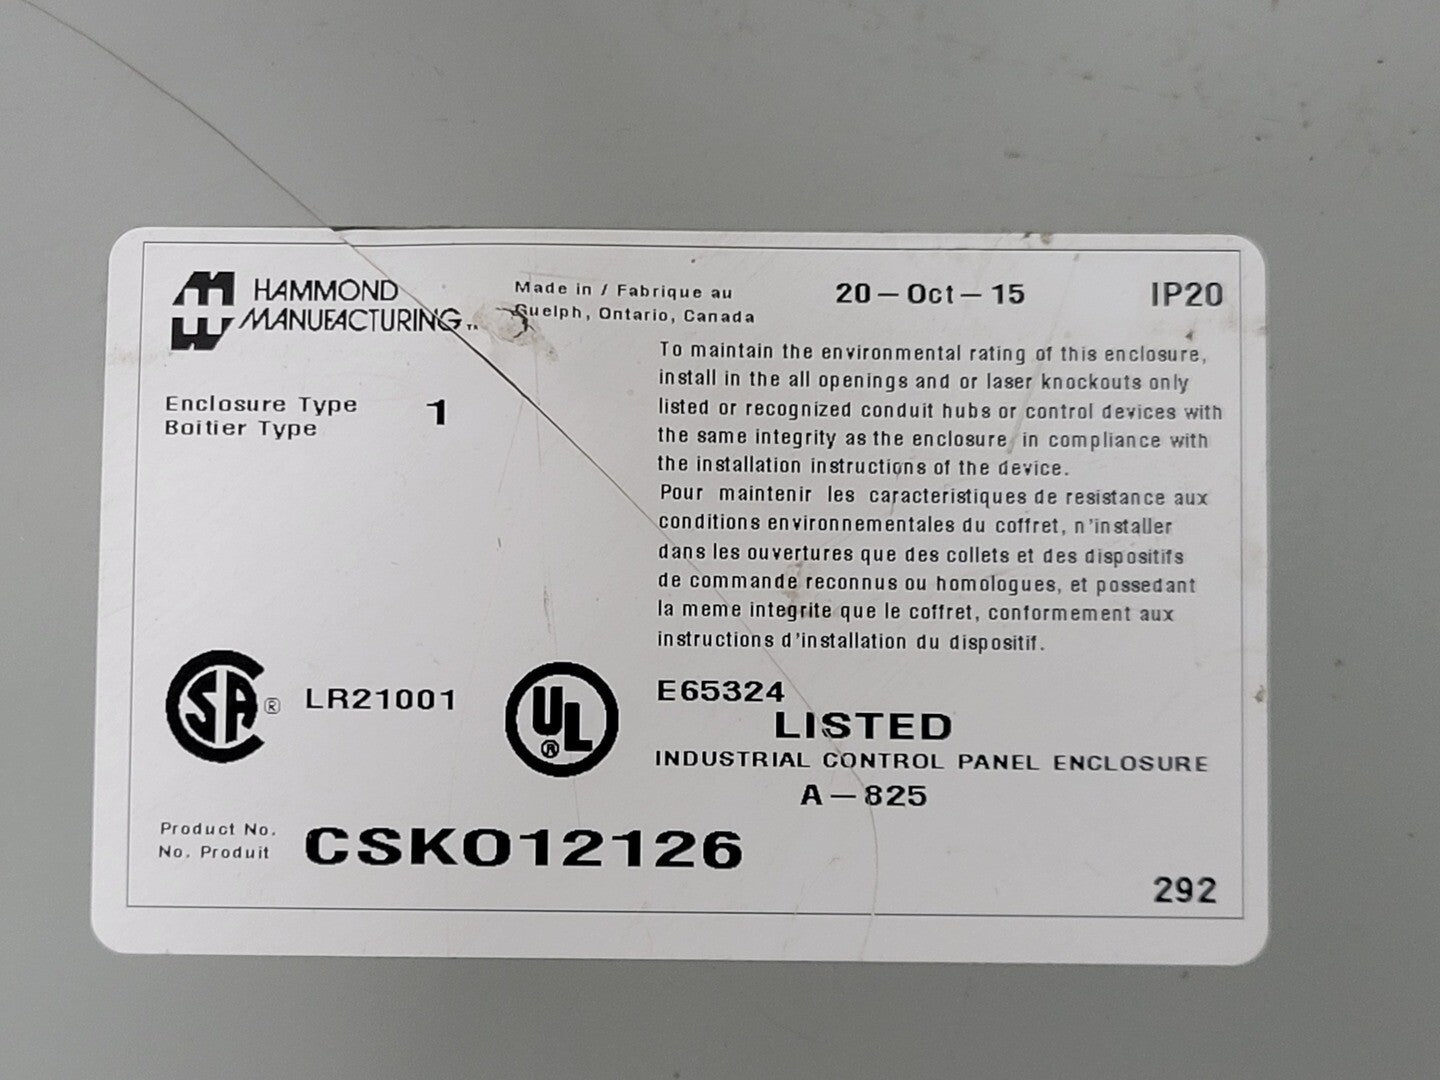 HAMMOND
MANUFACTURING™
Made in / Fabrique au
Guelph, Ontario, Canada
20-Oct-15
IP20
Enclosure Type
Boitier Type
1
To maintain the environmental rating of this enclosure,
install in the all openings and or laser knockouts only
listed or recognized conduit hubs or control devices with
the same integrity as the enclosure, in compliance with
the installation instructions of the device.
Pour maintenir les caracteristiques de resistance aux
conditions environnementales du coffret, n'installer
dans les ouvertures que des collets et des dispositifs
de commande reconnus ou homologues, et possedant
la meme integrite que le coffret, conformement aux
instructions d'installation du dispositif.
SA® LR21001
UL®
E65324
LISTED
INDUSTRIAL CONTROL PANEL ENCLOSURE
A-825
Product No.
No. Produit
CSKO12126
292